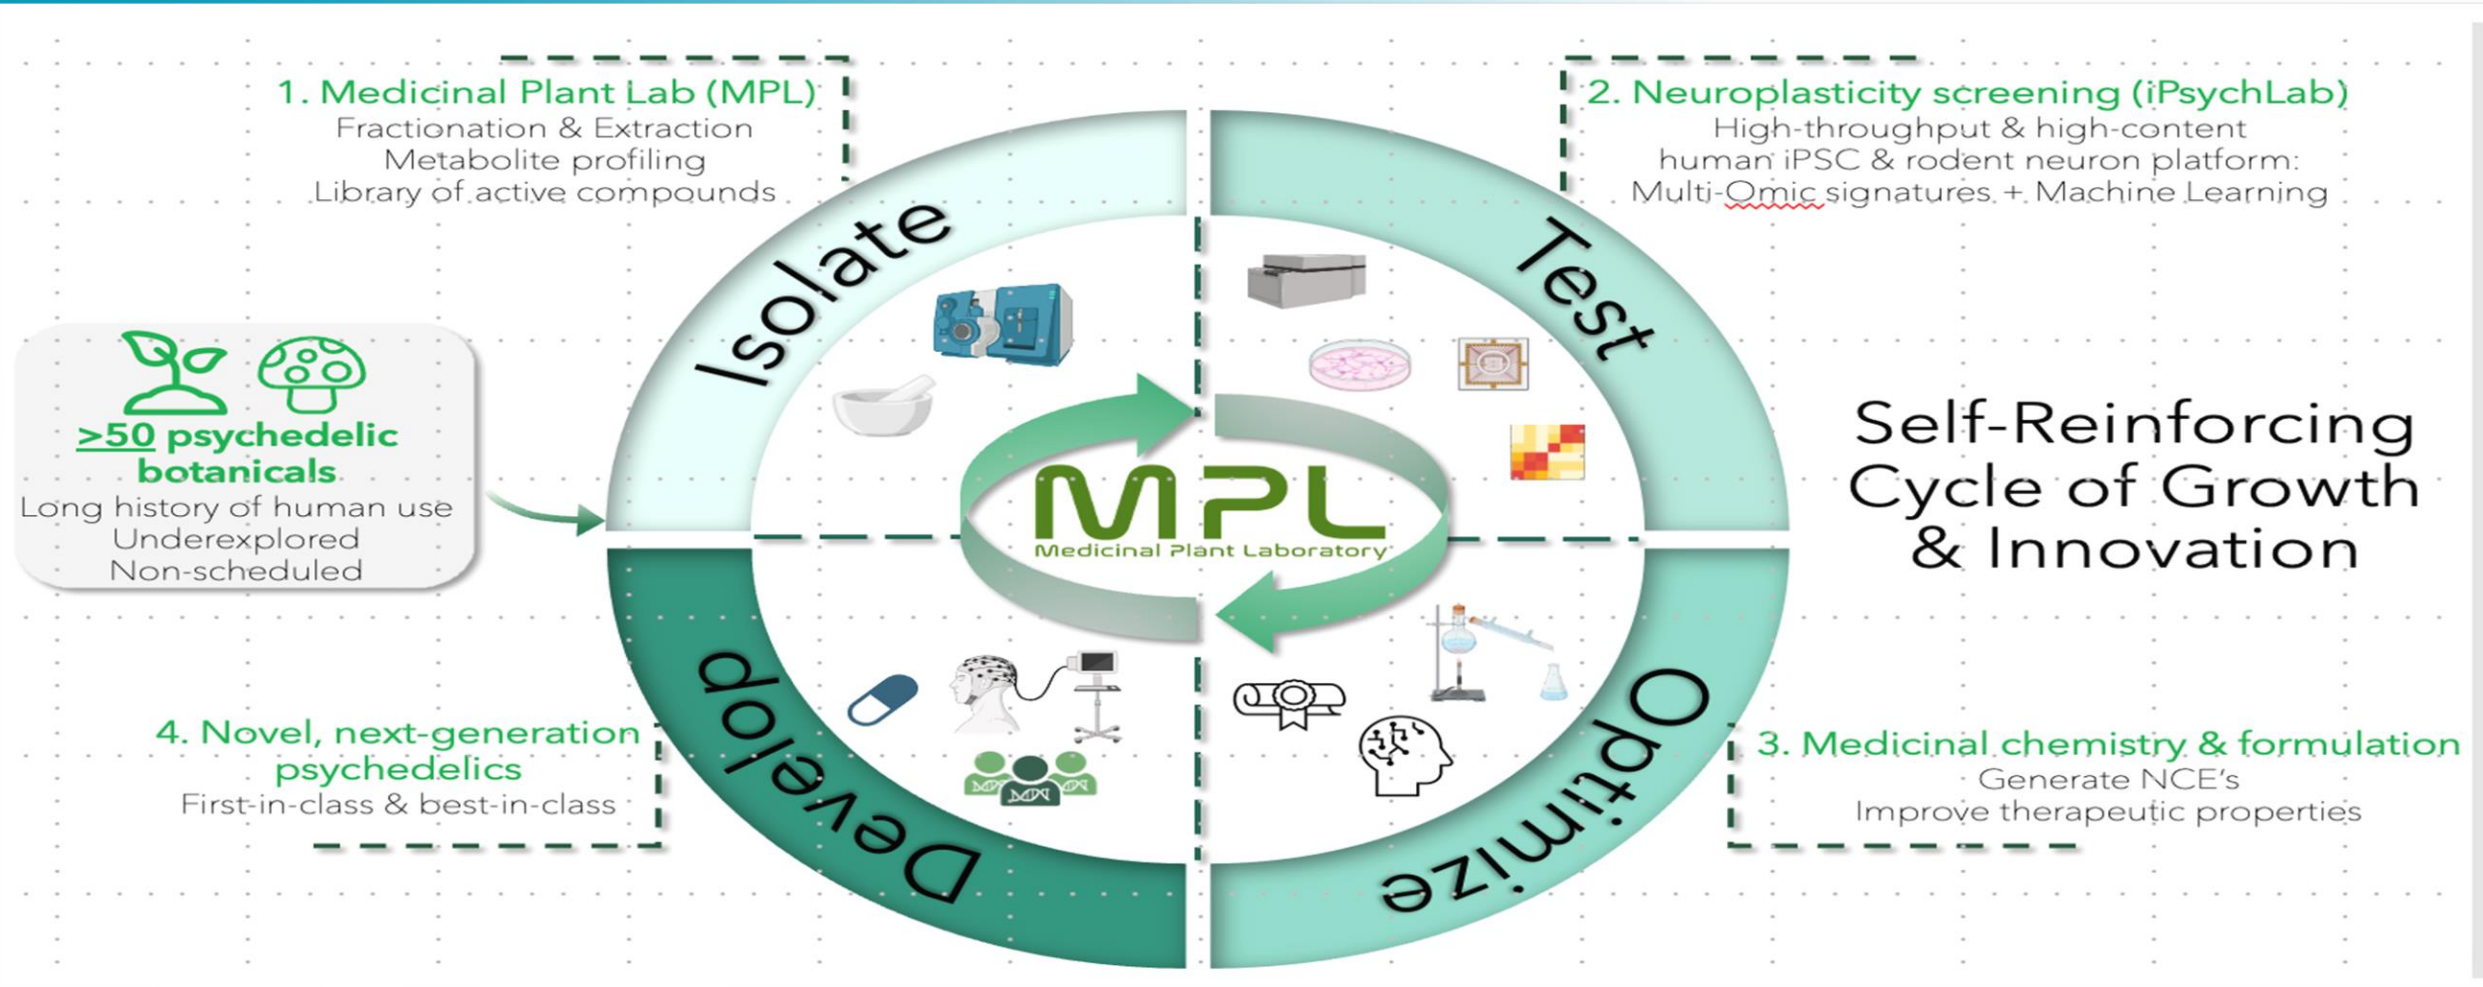 1. Medicinal Plant Lab (MPL)
Fractionation & Extraction
Metabolite profiling
Library of active compounds
2. Neuroplasticity screening (iPsychLab)
High-throughput & high-content
human iPSC & rodent neuron platform:
Multi-Omic signatures + Machine Learning
Isolate
Test
>50 psychedelic
botanicals
Long history of human use
Underexplored
Non-scheduled
MPL
Medicinal Plant Laboratory
Self-Reinforcing
Cycle of Growth
& Innovation
Develop
Optimize
4. Novel, next-generation
psychedelics
First-in-class & best-in-class
3. Medicinal chemistry & formulation
Generate NCE's
Improve therapeutic properties